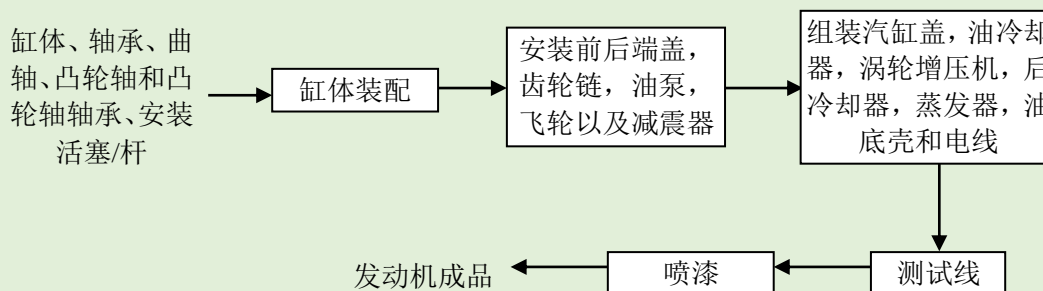 缸体、轴承、曲
轴、凸轮轴和凸
轮轴轴承、安装
活塞/杆
缸体装配
安装前后端盖，
齿轮链，油泵，
飞轮以及减震器
组装汽缸盖，油冷却
器，涡轮增压机，后
冷却器，蒸发器，油
底壳和电线
发动机成品
喷漆
测试线